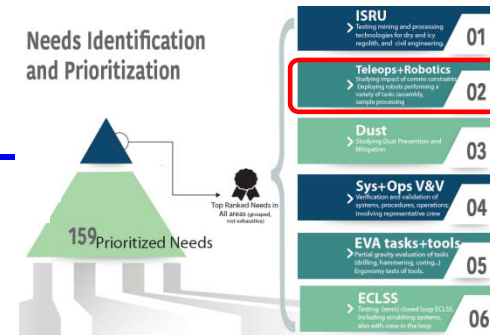 Needs Identification
and Prioritization
159 Prioritized Needs
Top Ranked Needs in
All areas (grouped,
not exhaustive)
ISRU
Testing mining and processing
technologies for dry and icy
regolith, and civil engineering.
01
Teleops+Robotics
Studying impact of comms constraints
Deploying robots performing a
variety of tasks (assembly,
sample processing
02
Dust
Studying Dust Prevention and
Mitigation
03
Sys+Ops V&V
Verification and validation of
systems, procedures, operations;
involving representative crew
04
EVA tasks+tools
Partial gravity evaluation of tasks
(drilling, hammering, coring..)
Ergonomy tests of tools.
05
ECLSS
Testing (semi) closed loop ECLSS,
including scrubbing systems,
also with crew in the loop
06